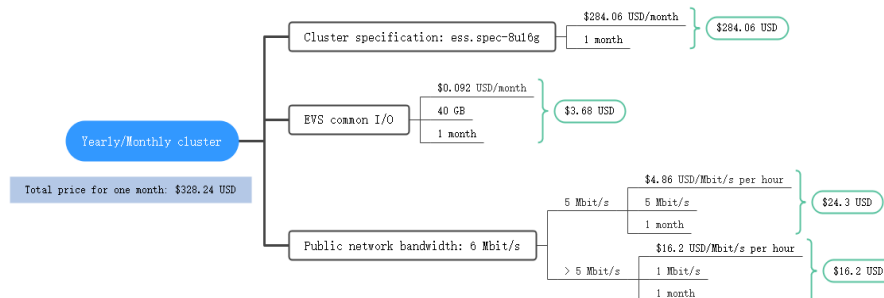 Yearly/Monthly cluster
Total price for one month: $328.24 USD
Cluster specification: ess.spec-8u16g
$284.06 USD/month
1 month
$284.06 USD
EVS common I/O
$0.092 USD/month
40 GB
1 month
$3.68 USD
Public network bandwidth: 6 Mbit/s
5 Mbit/s
$4.86 USD/Mbit/s per hour
5 Mbit/s
1 month
$24.3 USD
> 5 Mbit/s
$16.2 USD/Mbit/s per hour
1 Mbit/s
1 month
$16.2 USD